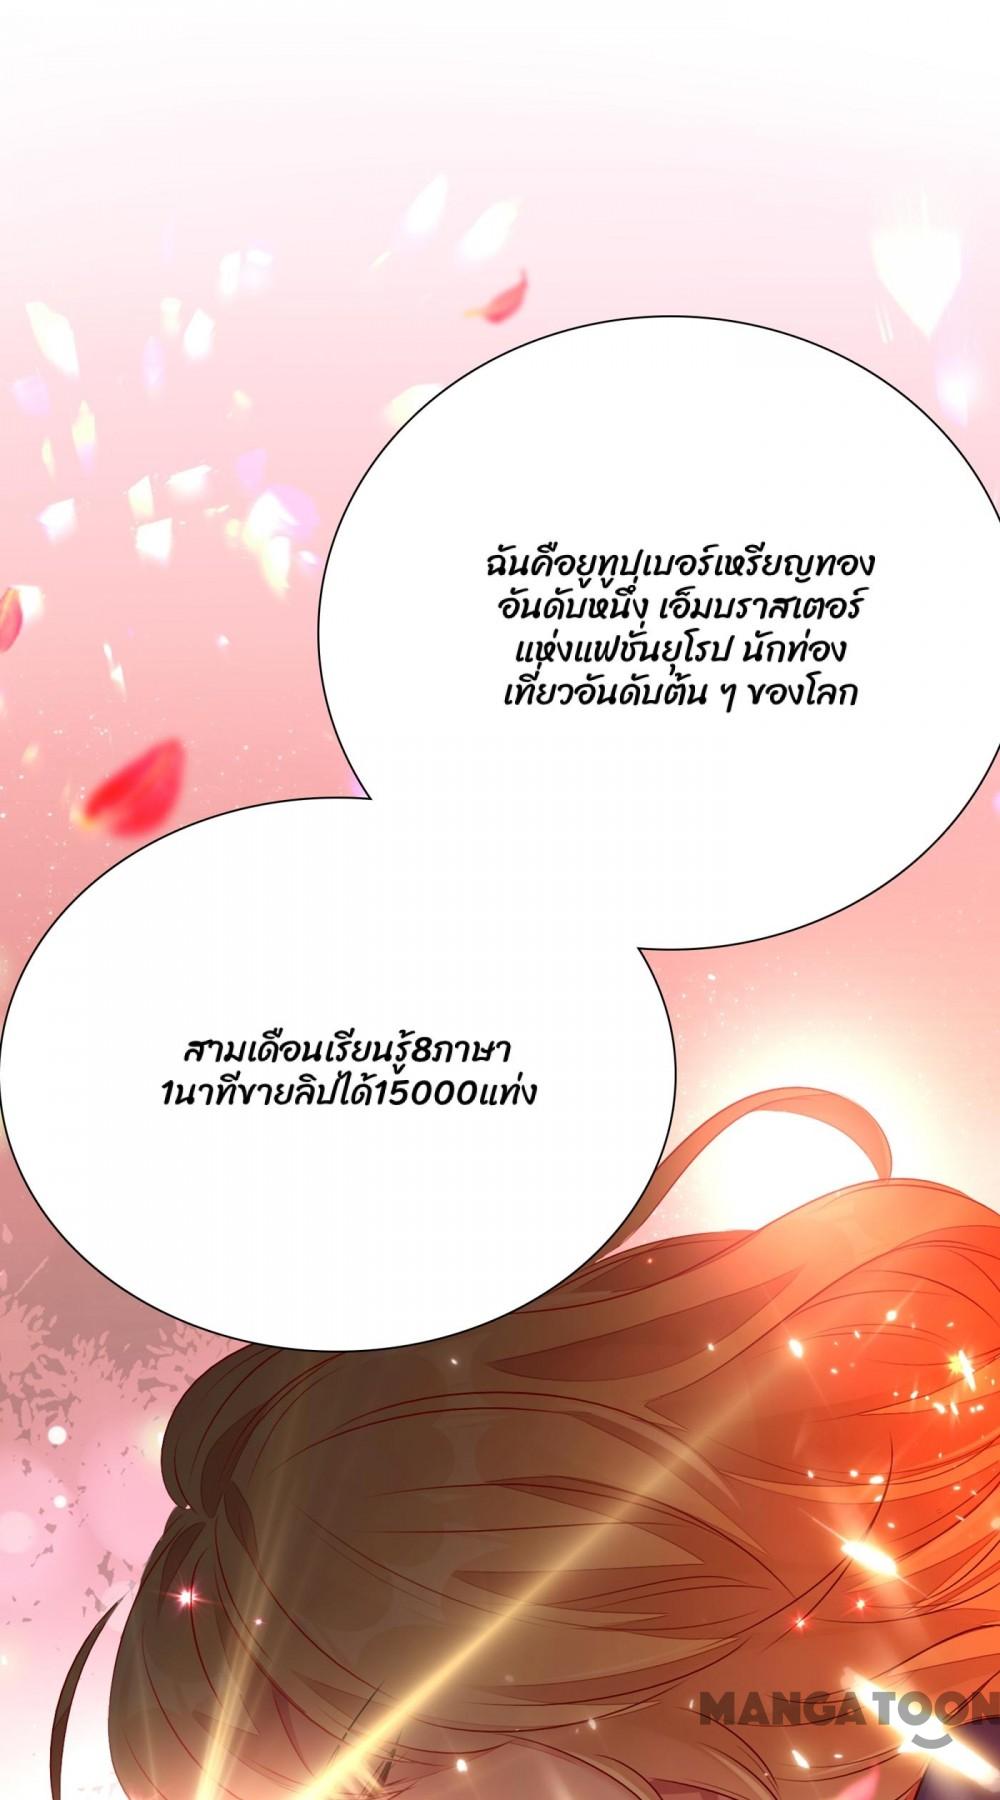 ฉันคือยูทูปเบอร์เหรียญทอง
อันดับหนึ่ง เอ็มบราสเตอร์
แห่งแฟชั่นยุโรป นักท่อง
เที่ยวอันดับต้น ๆ ของโลก
สามเดือนเรียนรู้8ภาษา
1นาทีขายลิปได้15000แท่ง
MANGATOON